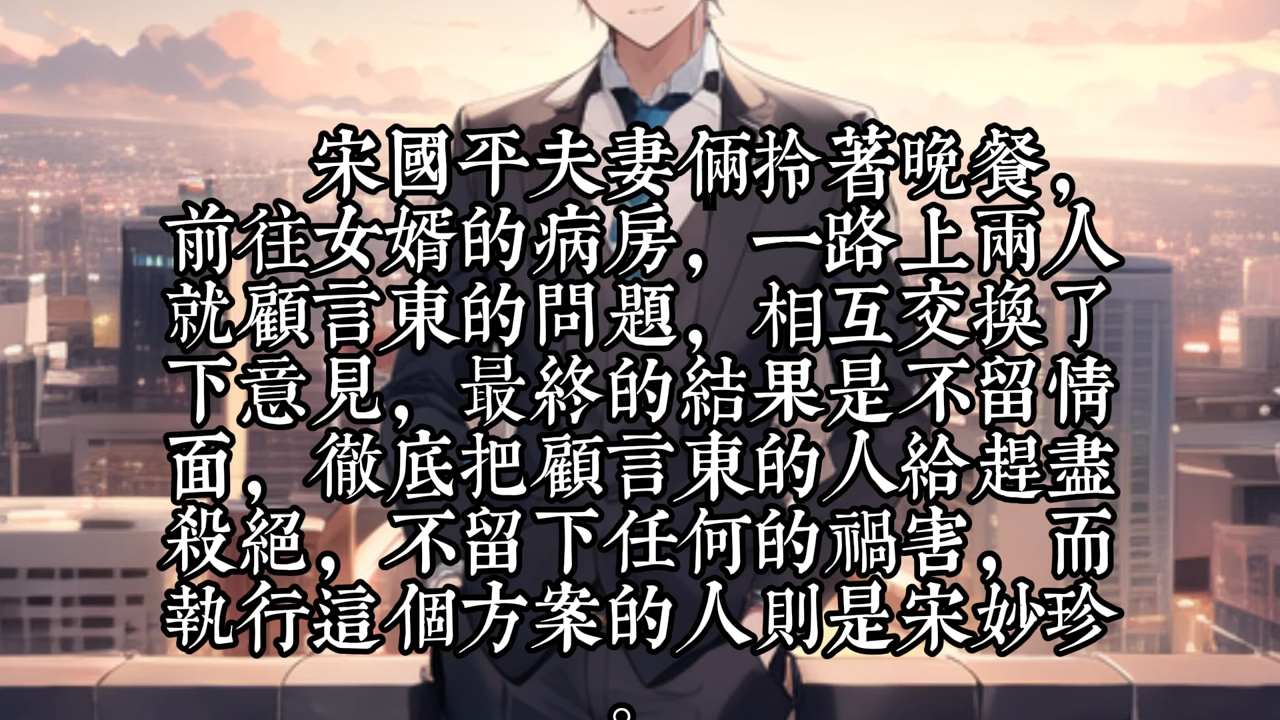 宋國平夫妻倆拎著晚餐，
前往女婿的病房，一路上兩人
就顧言東的問題，相互交換了
下意見，最終的結果是不留情
面，徹底把顧言東的人給趕盡
殺絕，不留下任何的禍害，而
執行這個方案的人則是宋妙珍
。